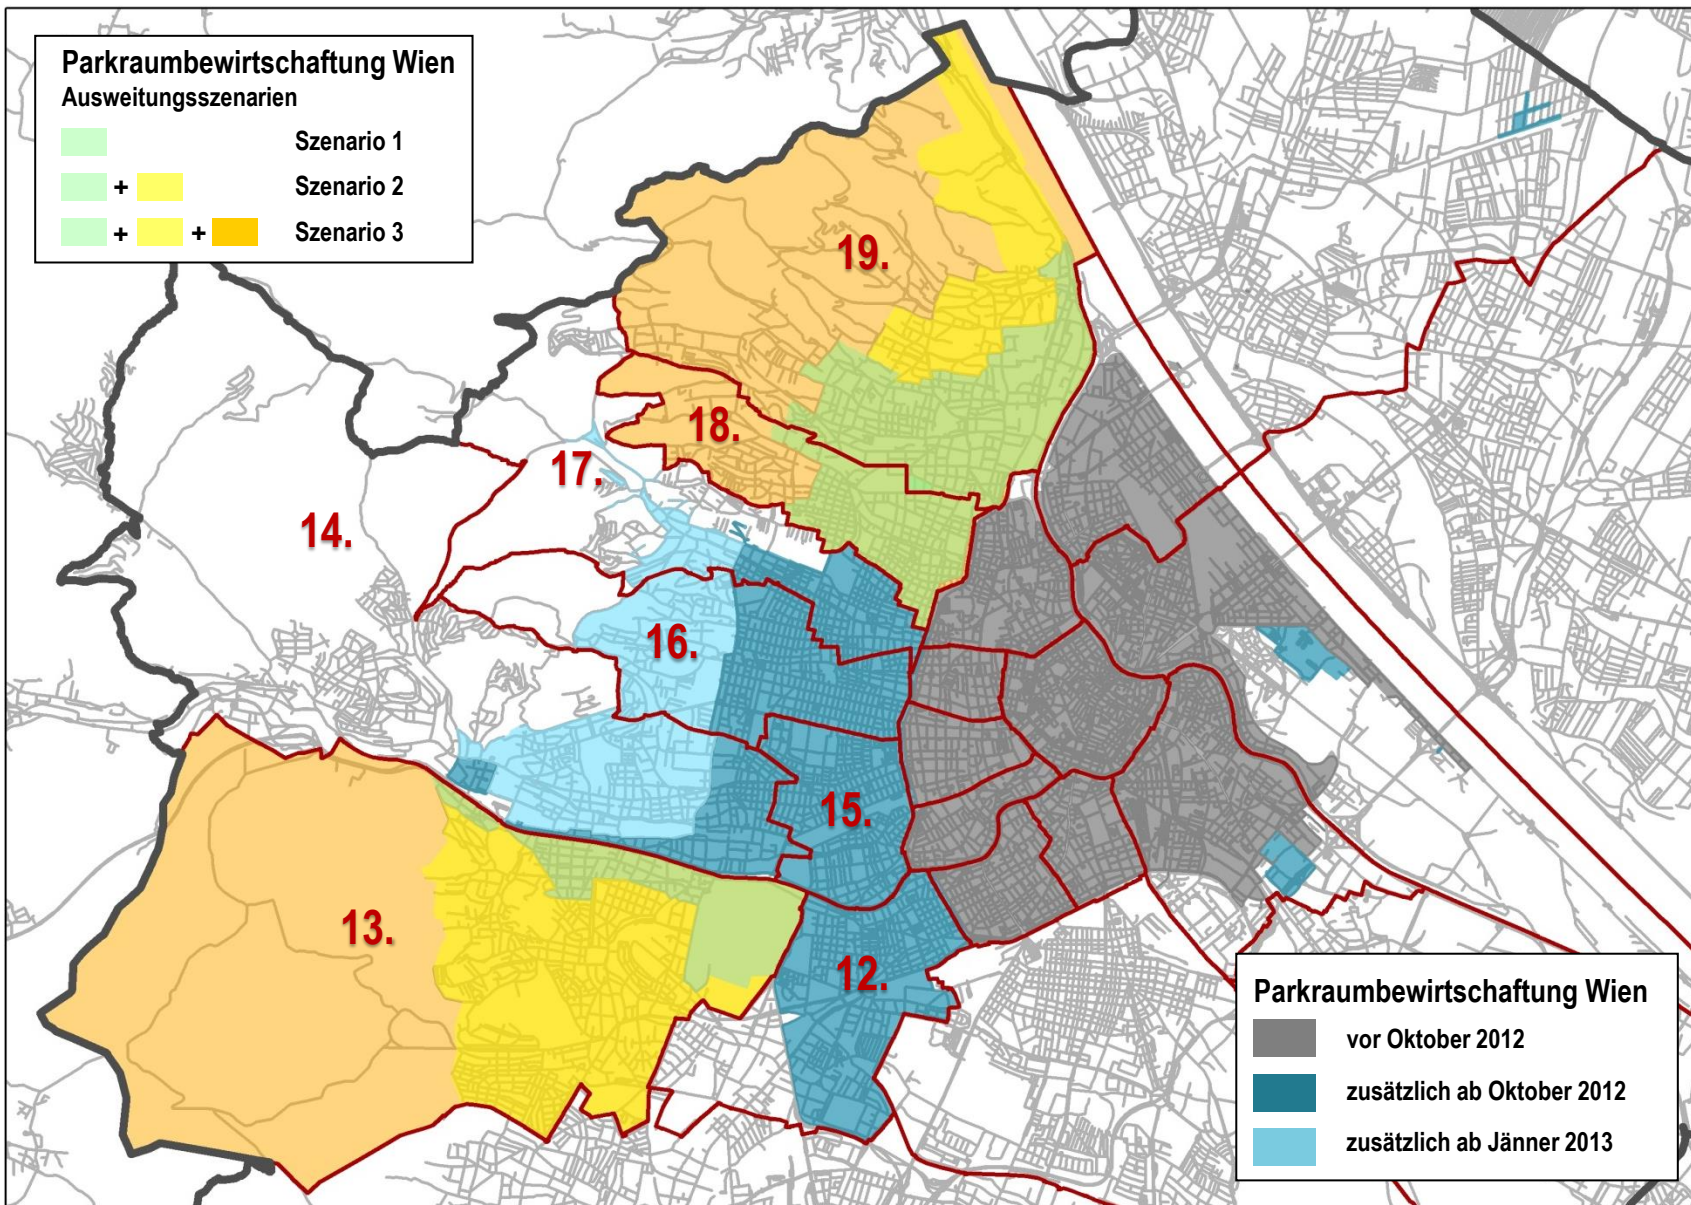 Parkraumbewirtschaftung Wien
Ausweitungsszenarien
Szenario 1
+ Szenario 2
+ + Szenario 3
19.
18.
17.
14.
16.
15.
13.
12.
Parkraumbewirtschaftung Wien
vor Oktober 2012
zusätzlich ab Oktober 2012
zusätzlich ab Jänner 2013